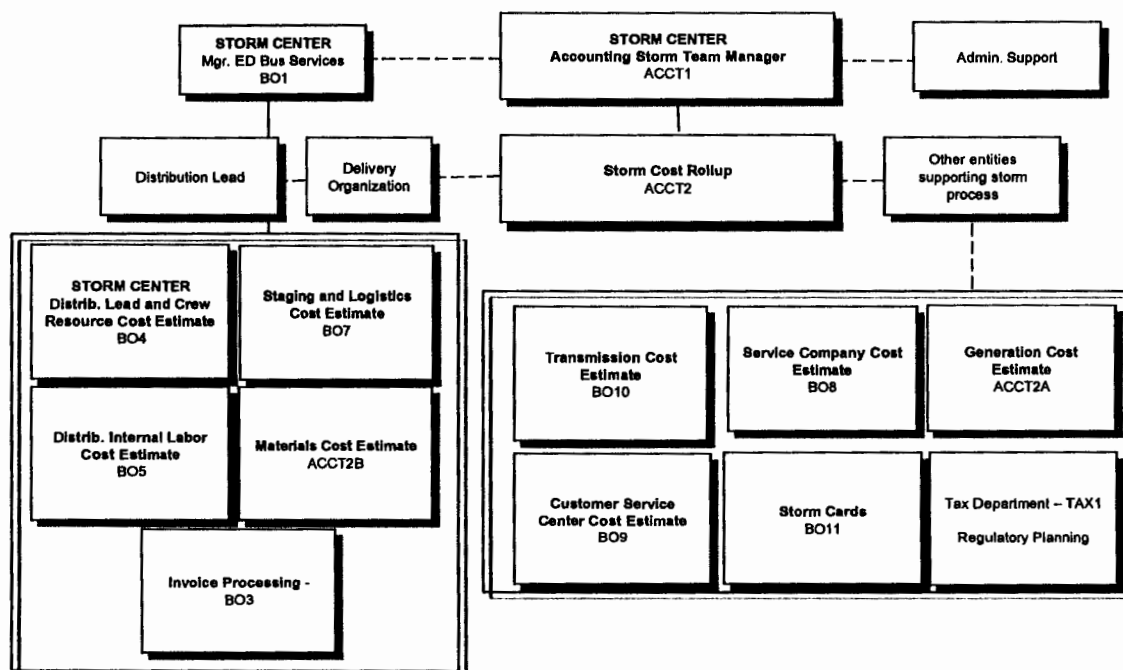 STORM CENTER
Mgr. ED Bus Services
BO1
STORM CENTER
Accounting Storm Team Manager
ACCT1
Admin. Support
Distribution Lead
Delivery
Organization
Storm Cost Rollup
ACCT2
Other entities
supporting storm
process
STORM CENTER
Distrib. Lead and Crew
Resource Cost Estimate
BO4
Staging and Logistics
Cost Estimate
BO7
Distrib. Internal Labor
Cost Estimate
BO5
Materials Cost Estimate
ACCT2B
Invoice Processing -
BO3
Transmission Cost
Estimate
BO10
Service Company Cost
Estimate
BO8
Generation Cost
Estimate
ACCT2A
Customer Service
Center Cost Estimate
BO9
Storm Cards
BO11
Tax Department – TAX1
Regulatory Planning